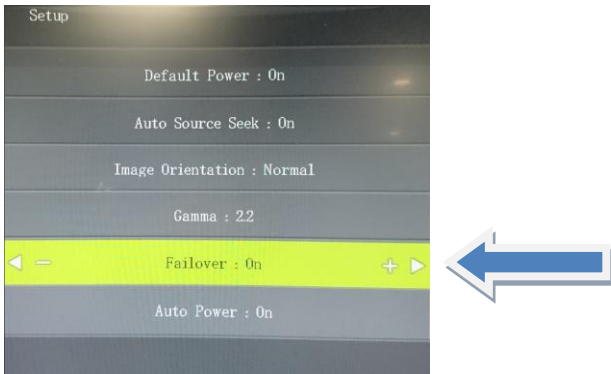 Setup
Default Power : On
Auto Source Seek : On
Image Orientation : Normal
Gamma : 2.2
Failover : On
Auto Power : On